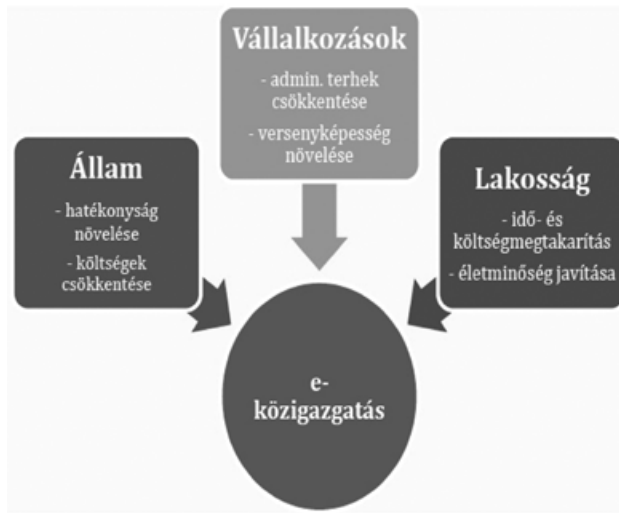 Vállalkozások
- admin. terhek
csökkentése
- versenyképesség
növelése
Állam
- hatékonyság
növelése
- költségek
csökkentése
Lakosság
- idő- és
költségmegtakarítás
- életminőség javítása
e-
közigazgatás